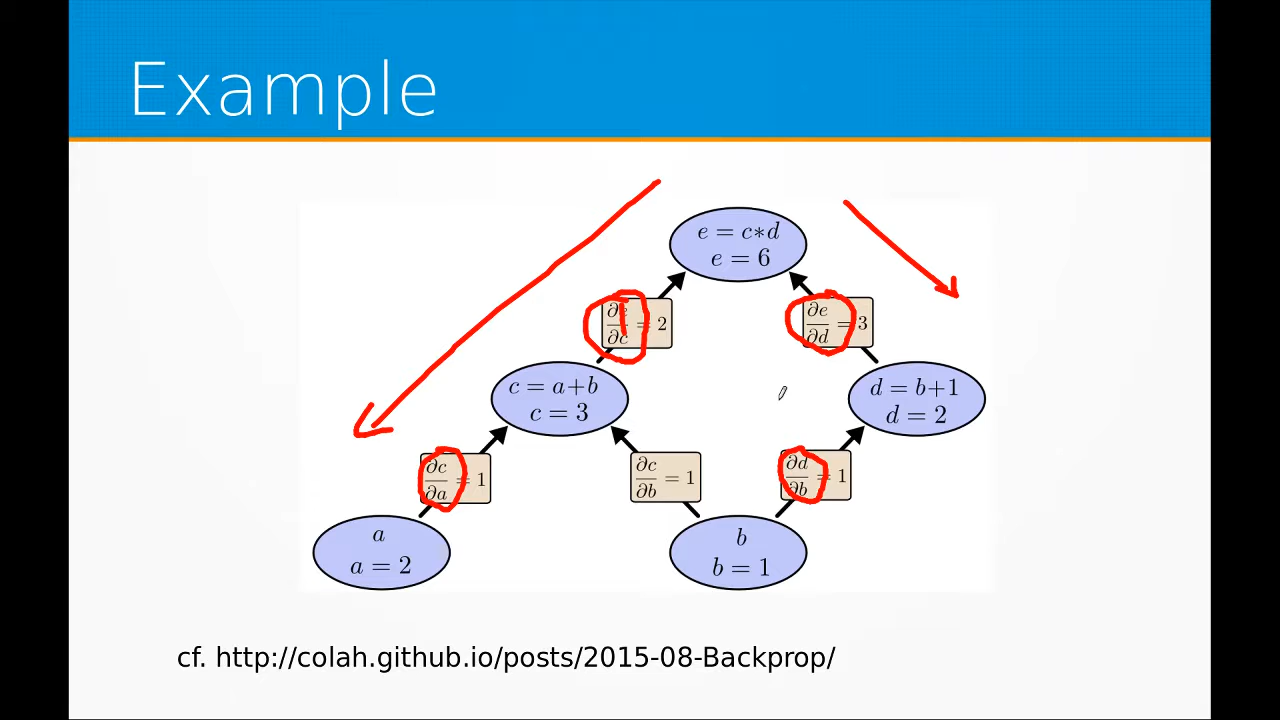 Example
e = c*d
e = 6
∂e/∂c = 2
∂e/∂d = 3
c = a+b
c = 3
d = b+1
d = 2
∂c/∂a = 1
∂c/∂b = 1
∂d/∂b = 1
a
a = 2
b
b = 1
cf. http://colah.github.io/posts/2015-08-Backprop/